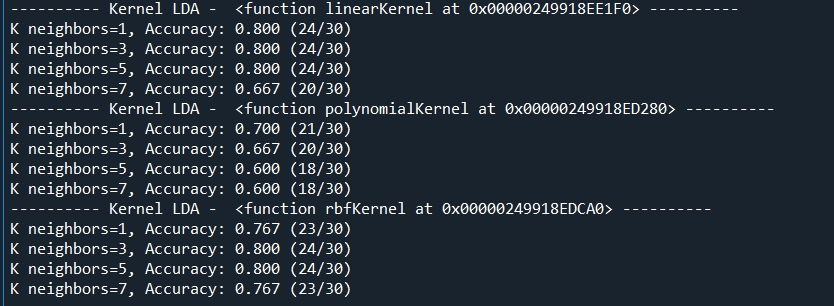 ---------- Kernel LDA -  <function linearKernel at 0x00000249918EE1F0> ----------
K neighbors=1, Accuracy: 0.800 (24/30)
K neighbors=3, Accuracy: 0.800 (24/30)
K neighbors=5, Accuracy: 0.800 (24/30)
K neighbors=7, Accuracy: 0.667 (20/30)
---------- Kernel LDA -  <function polynomialKernel at 0x00000249918ED280> ----------
K neighbors=1, Accuracy: 0.700 (21/30)
K neighbors=3, Accuracy: 0.667 (20/30)
K neighbors=5, Accuracy: 0.600 (18/30)
K neighbors=7, Accuracy: 0.600 (18/30)
---------- Kernel LDA -  <function rbfKernel at 0x00000249918EDCA0> ----------
K neighbors=1, Accuracy: 0.767 (23/30)
K neighbors=3, Accuracy: 0.800 (24/30)
K neighbors=5, Accuracy: 0.800 (24/30)
K neighbors=7, Accuracy: 0.767 (23/30)